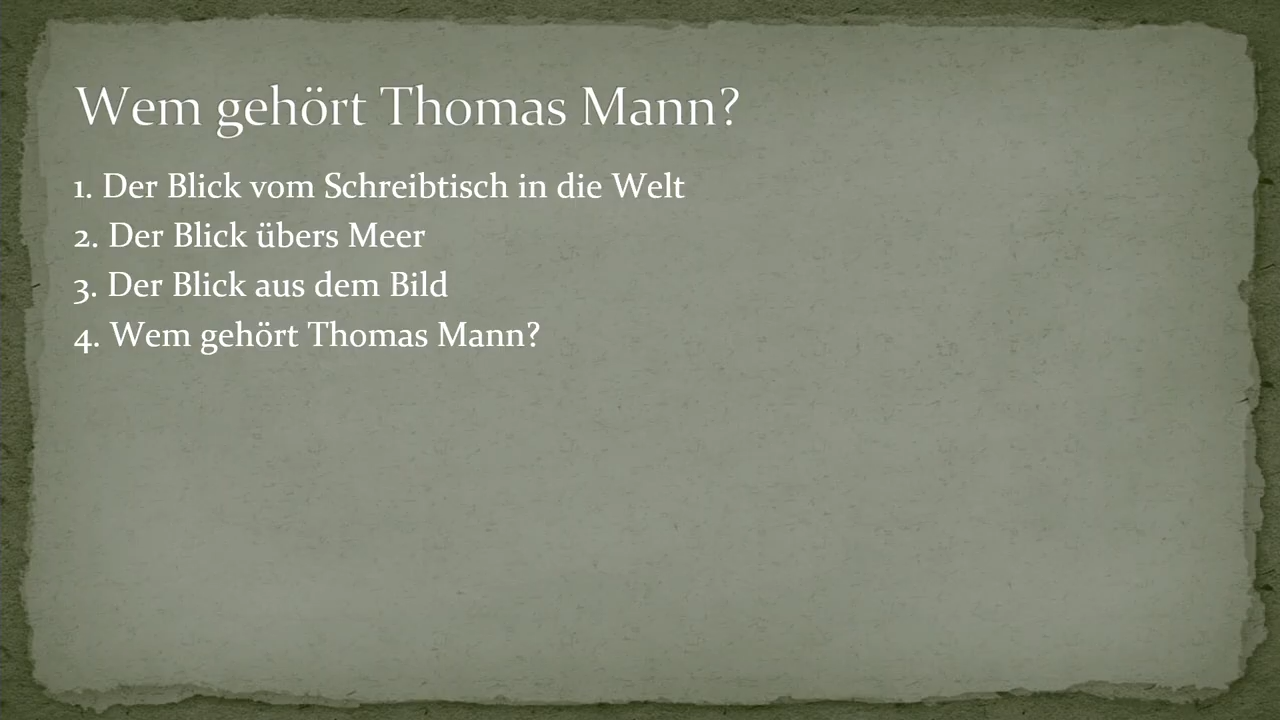 Wem gehört Thomas Mann?
1. Der Blick vom Schreibtisch in die Welt
2. Der Blick übers Meer
3. Der Blick aus dem Bild
4. Wem gehört Thomas Mann?